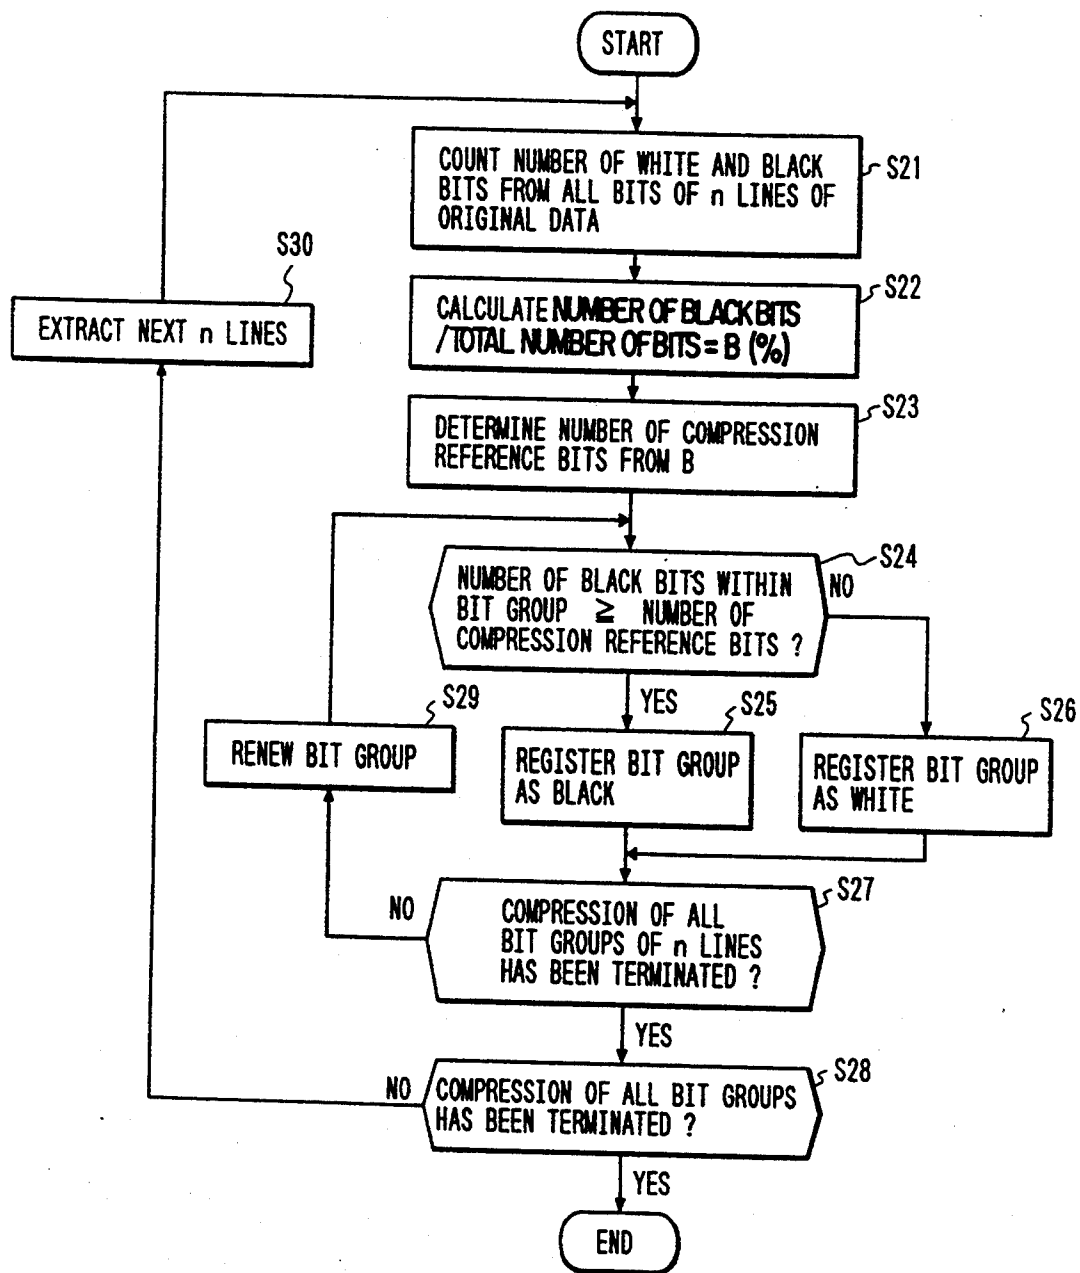 START
COUNT NUMBER OF WHITE AND BLACK
BITS FROM ALL BITS OF n LINES OF
ORIGINAL DATA
S21
S30
EXTRACT NEXT n LINES
CALCULATE NUMBER OF BLACK BITS
/TOTAL NUMBER OF BITS = B (%)
S22
DETERMINE NUMBER OF COMPRESSION
REFERENCE BITS FROM B
S23
NUMBER OF BLACK BITS WITHIN
BIT GROUP ≧ NUMBER OF
COMPRESSION REFERENCE BITS ?
S24
NO
YES
S29
RENEW BIT GROUP
S25
REGISTER BIT GROUP
AS BLACK
S26
REGISTER BIT GROUP
AS WHITE
NO
COMPRESSION OF ALL
BIT GROUPS OF n LINES
HAS BEEN TERMINATED ?
S27
YES
NO
COMPRESSION OF ALL BIT GROUPS
HAS BEEN TERMINATED ?
S28
YES
END